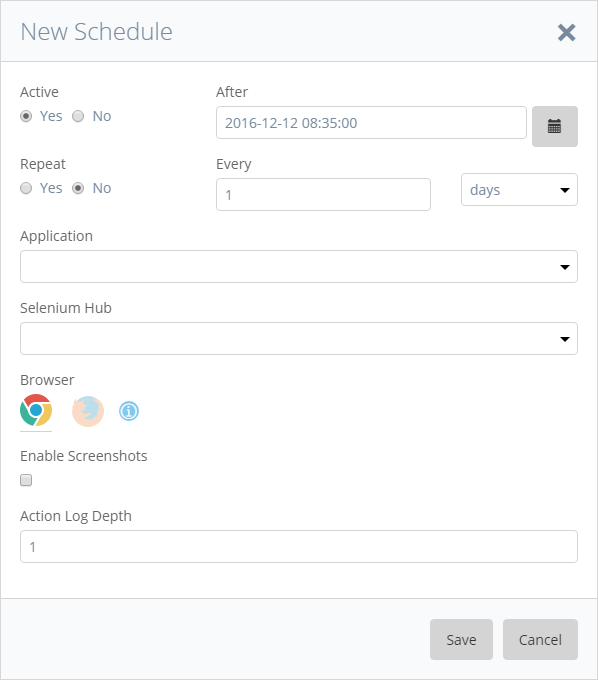 New Schedule
Active
After
Yes No
2016-12-12 08:35:00
Repeat
Every
Yes No
1
days
Application
Selenium Hub
Browser
Enable Screenshots
Action Log Depth
1
Save
Cancel